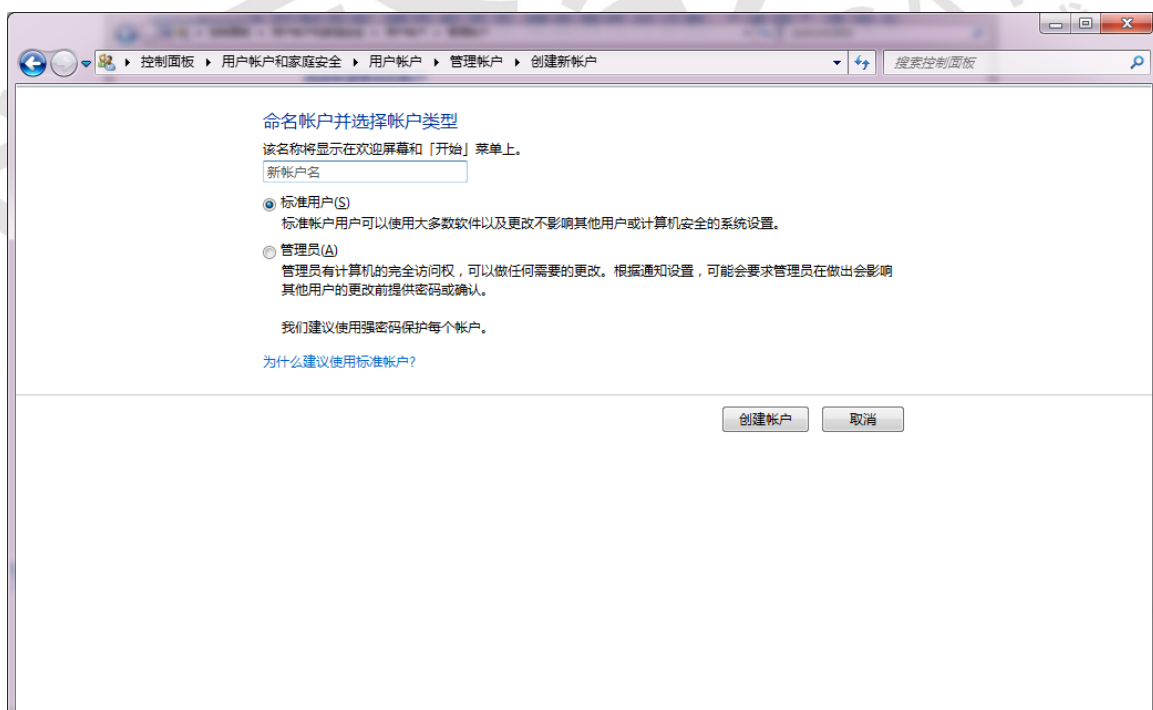 控制面板 ▸ 用户帐户和家庭安全 ▸ 用户帐户 ▸ 管理帐户 ▸ 创建新帐户
搜索控制面板
命名帐户并选择帐户类型
该名称将显示在欢迎屏幕和「开始」菜单上。
新帐户名
标准用户(S)
标准帐户用户可以使用大多数软件以及更改不影响其他用户或计算机安全的系统设置。
管理员(A)
管理员有计算机的完全访问权，可以做任何需要的更改。根据通知设置，可能会要求管理员在做出会影响
其他用户的更改前提供密码或确认。
我们建议使用强密码保护每个帐户。
为什么建议使用标准帐户?
创建帐户 取消